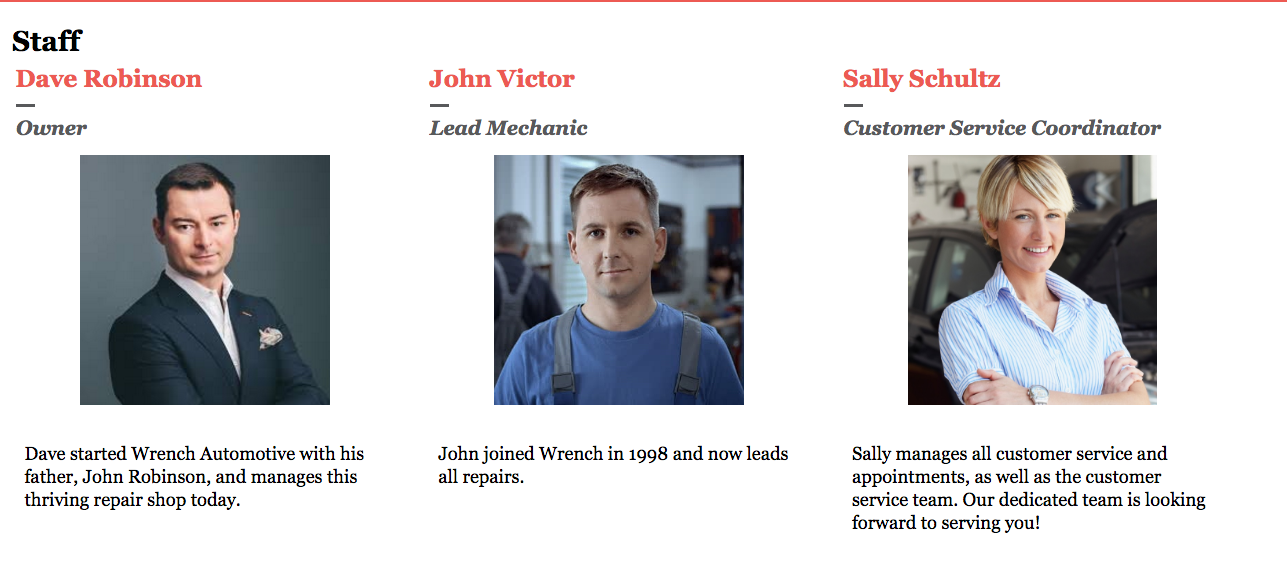 Staff
Dave Robinson
Owner
Dave started Wrench Automotive with his
father, John Robinson, and manages this
thriving repair shop today.
John Victor
Lead Mechanic
John joined Wrench in 1998 and now leads
all repairs.
Sally Schultz
Customer Service Coordinator
Sally manages all customer service and
appointments, as well as the customer
service team. Our dedicated team is looking
forward to serving you!